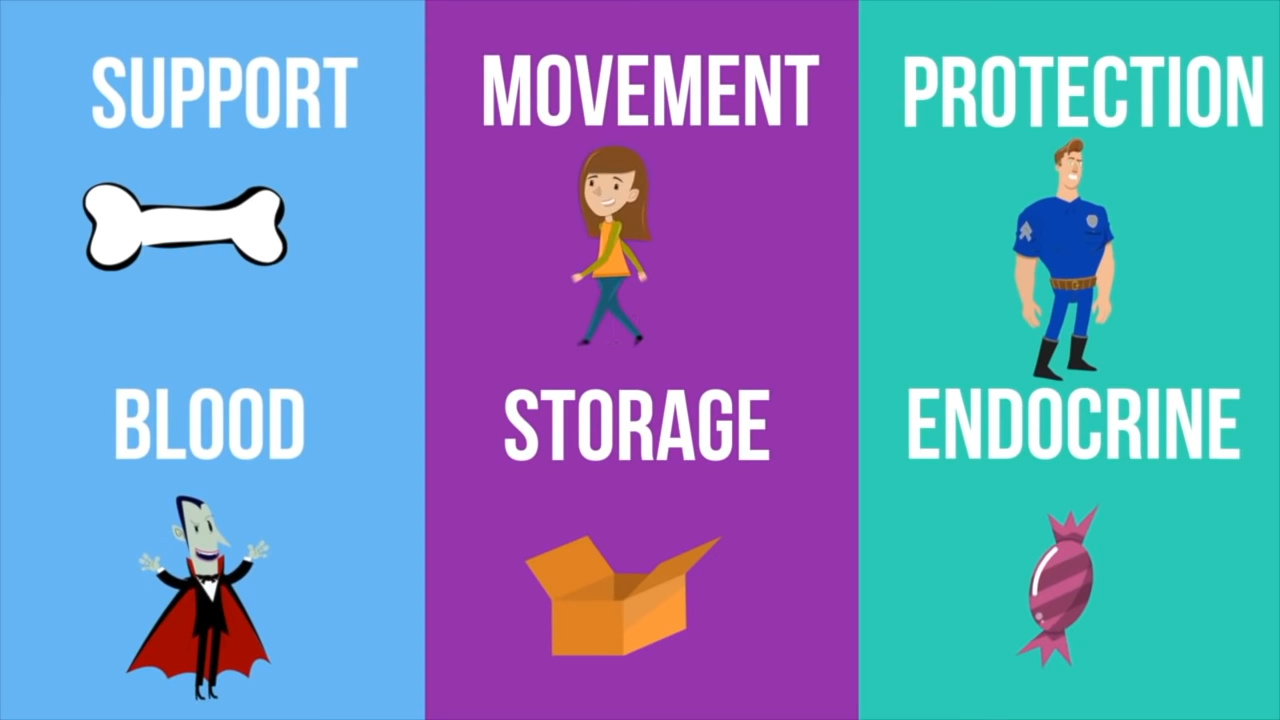 SUPPORT
MOVEMENT
PROTECTION
BLOOD
STORAGE
ENDOCRINE